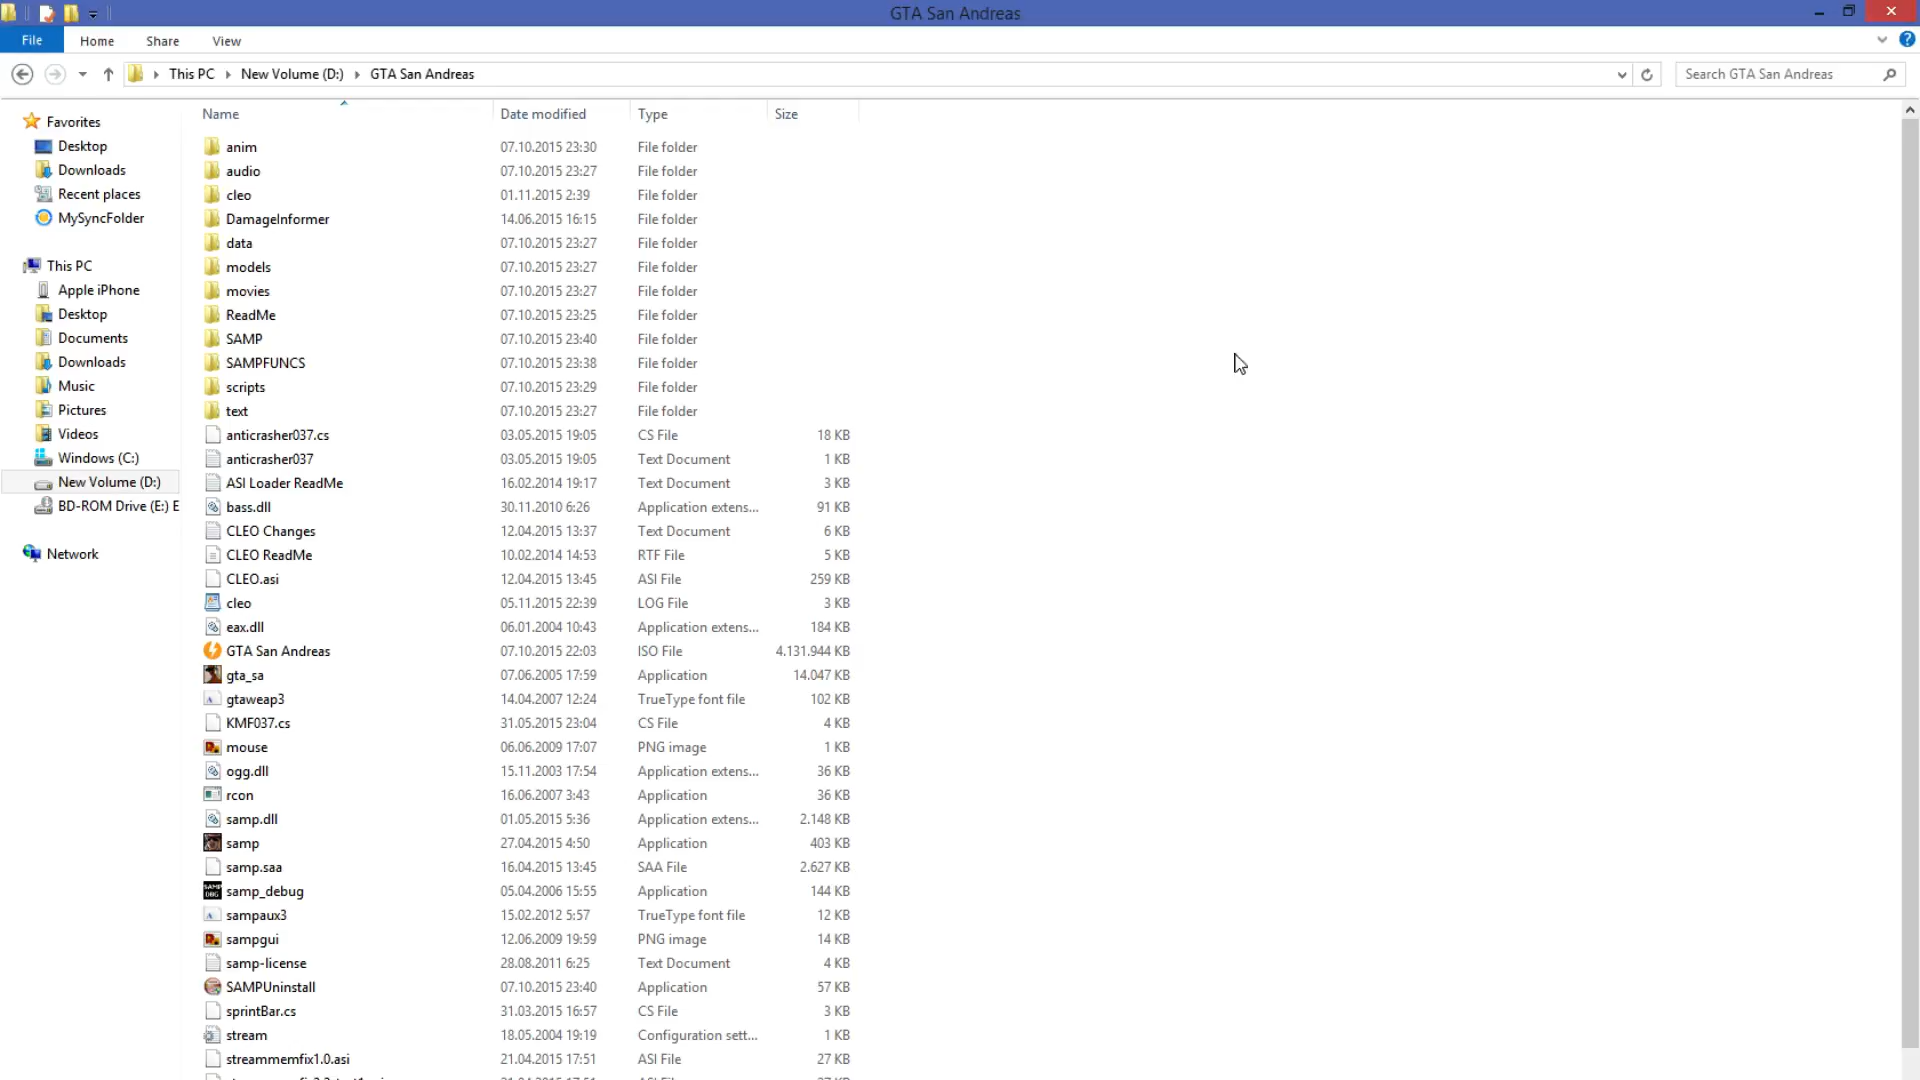 GTA San Andreas
File Home Share View
This PC New Volume (D:) GTA San Andreas Search GTA San Andreas
Name Date modified Type Size
Favorites
Desktop
Downloads
Recent places
MySyncFolder
This PC
Apple iPhone
Desktop
Documents
Downloads
Music
Pictures
Videos
Windows (C:)
New Volume (D:)
BD-ROM Drive (E:) E
Network
anim 07.10.2015 23:30 File folder
audio 07.10.2015 23:27 File folder
cleo 01.11.2015 2:39 File folder
DamageInformer 14.06.2015 16:15 File folder
data 07.10.2015 23:27 File folder
models 07.10.2015 23:27 File folder
movies 07.10.2015 23:27 File folder
ReadMe 07.10.2015 23:25 File folder
SAMP 07.10.2015 23:40 File folder
SAMPFUNCS 07.10.2015 23:38 File folder
scripts 07.10.2015 23:29 File folder
text 07.10.2015 23:27 File folder
anticrasher037.cs 03.05.2015 19:05 CS File 18 KB
anticrasher037 03.05.2015 19:05 Text Document 1 KB
ASI Loader ReadMe 16.02.2014 19:17 Text Document 3 KB
bass.dll 30.11.2010 6:26 Application extens... 91 KB
CLEO Changes 12.04.2015 13:37 Text Document 6 KB
CLEO ReadMe 10.02.2014 14:53 RTF File 5 KB
CLEO.asi 12.04.2015 13:45 ASI File 259 KB
cleo 05.11.2015 22:39 LOG File 3 KB
eax.dll 06.01.2004 10:43 Application extens... 184 KB
GTA San Andreas 07.10.2015 22:03 ISO File 4.131.944 KB
gta_sa 07.06.2005 17:59 Application 14.047 KB
gtaweap3 14.04.2007 12:24 TrueType font file 102 KB
KMF037.cs 31.05.2015 23:04 CS File 4 KB
mouse 06.06.2009 17:07 PNG image 1 KB
ogg.dll 15.11.2003 17:54 Application extens... 36 KB
rcon 16.06.2007 3:43 Application 36 KB
samp.dll 01.05.2015 5:36 Application extens... 2.148 KB
samp 27.04.2015 4:50 Application 403 KB
samp.saa 16.04.2015 13:45 SAA File 2.627 KB
samp_debug 05.04.2006 15:55 Application 144 KB
sampaux3 15.02.2012 5:57 TrueType font file 12 KB
sampgui 12.06.2009 19:59 PNG image 14 KB
samp-license 28.08.2011 6:25 Text Document 4 KB
SAMPUninstall 07.10.2015 23:40 Application 57 KB
sprintBar.cs 31.03.2015 16:57 CS File 3 KB
stream 18.05.2004 19:19 Configuration sett... 1 KB
streammemfix1.0.asi 21.04.2015 17:51 ASI File 27 KB